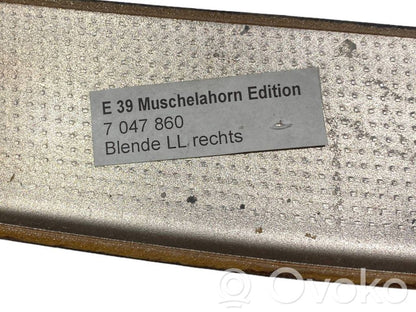 E 39 Muschelahorn Edition
7 047 860
Blende LL rechts
Ovoko